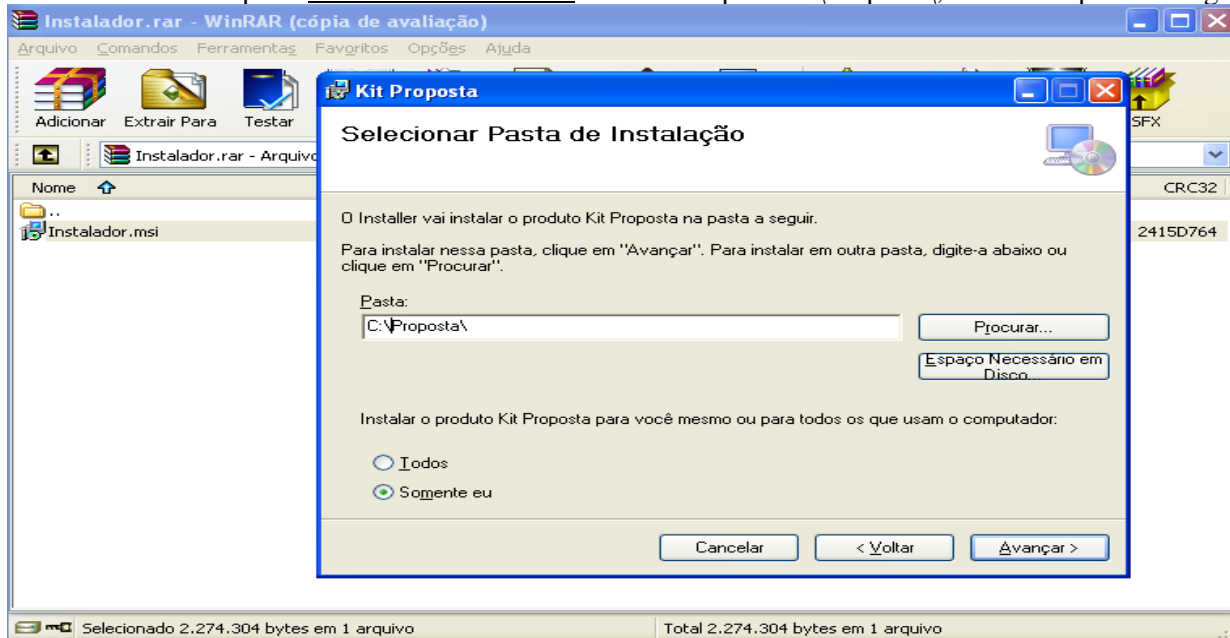 Instalador.rar - WinRAR (cópia de avaliação)
Arquivo Comandos Ferramentas Favoritos Opções Ajuda
Adicionar Extrair Para Testar SFX
Instalador.rar - Arquivo
Nome CRC32
..
Instalador.msi 2415D764
Kit Proposta
Selecionar Pasta de Instalação
O Installer vai instalar o produto Kit Proposta na pasta a seguir.
Para instalar nessa pasta, clique em "Avançar". Para instalar em outra pasta, digite-a abaixo ou
clique em "Procurar".
Pasta:
C:\Proposta\
Procurar...
Espaço Necessário em
Disco...
Instalar o produto Kit Proposta para você mesmo ou para todos os que usam o computador:
Todos
Somente eu
Cancelar < Voltar Avançar >
Selecionado 2.274.304 bytes em 1 arquivo Total 2.274.304 bytes em 1 arquivo